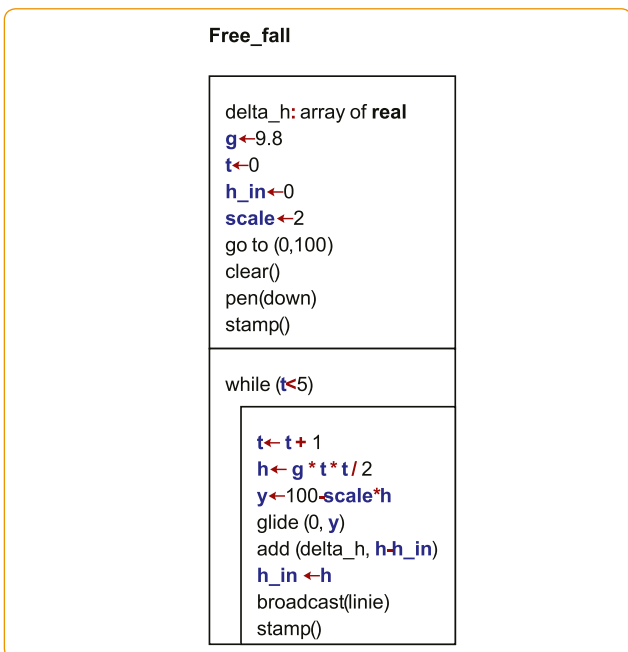 Free_fall
delta_h: array of real
g←9.8
t←0
h_in←0
scale←2
go to (0,100)
clear()
pen(down)
stamp()
while (t<5)
t← t + 1
h← g * t * t / 2
y←100-scale*h
glide (0, y)
add (delta_h, h-h_in)
h_in ←h
broadcast(linie)
stamp()